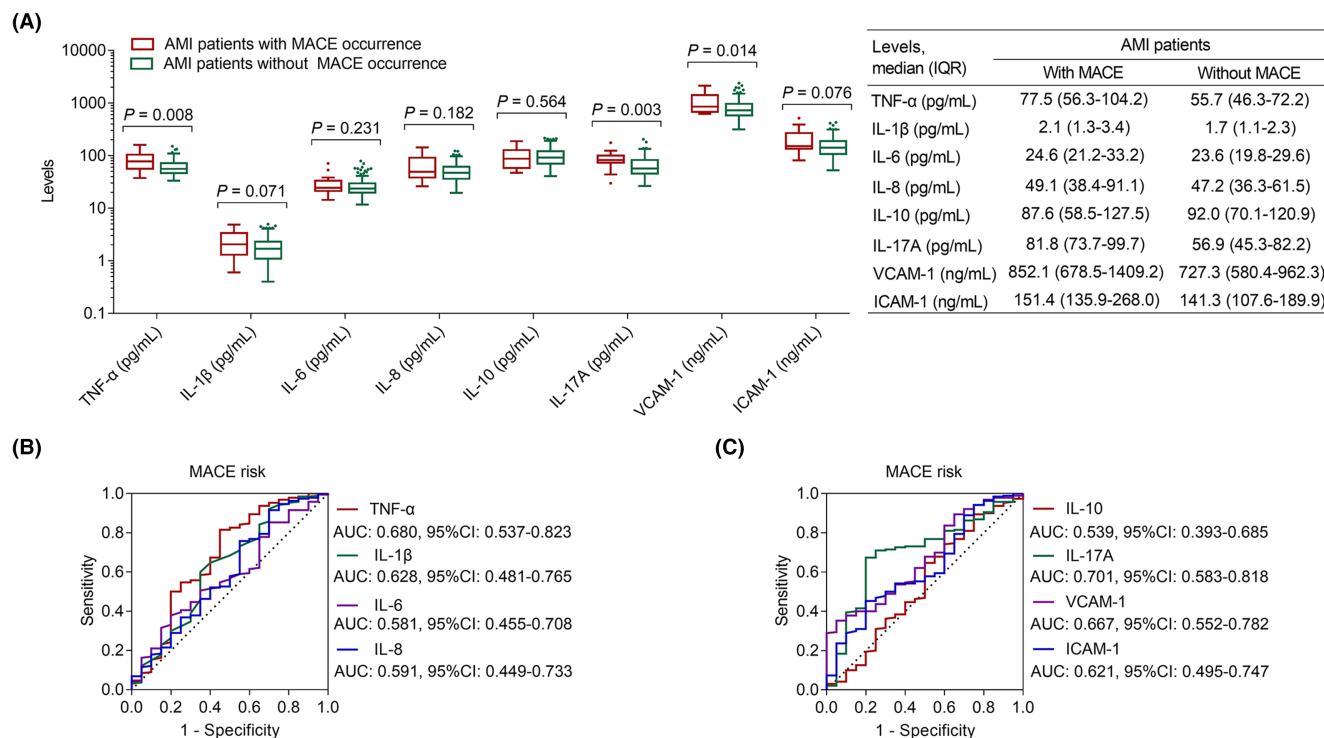 (A)
AMI patients with MACE occurrence
AMI patients without MACE occurrence
10000
1000
100
10
1
0.1
Levels
P = 0.008
P = 0.071
P = 0.231
P = 0.182
P = 0.564
P = 0.003
P = 0.014
P = 0.076
TNF-α (pg/mL)
IL-1β (pg/mL)
IL-6 (pg/mL)
IL-8 (pg/mL)
IL-10 (pg/mL)
IL-17A (pg/mL)
VCAM-1 (ng/mL)
ICAM-1 (ng/mL)
Levels, median (IQR) AMI patients
With MACE Without MACE
TNF-α (pg/mL) 77.5 (56.3-104.2) 55.7 (46.3-72.2)
IL-1β (pg/mL) 2.1 (1.3-3.4) 1.7 (1.1-2.3)
IL-6 (pg/mL) 24.6 (21.2-33.2) 23.6 (19.8-29.6)
IL-8 (pg/mL) 49.1 (38.4-91.1) 47.2 (36.3-61.5)
IL-10 (pg/mL) 87.6 (58.5-127.5) 92.0 (70.1-120.9)
IL-17A (pg/mL) 81.8 (73.7-99.7) 56.9 (45.3-82.2)
VCAM-1 (ng/mL) 852.1 (678.5-1409.2) 727.3 (580.4-962.3)
ICAM-1 (ng/mL) 151.4 (135.9-268.0) 141.3 (107.6-189.9)
(B)
MACE risk
1.0
0.8
0.6
0.4
0.2
0.0
Sensitivity
0.0 0.2 0.4 0.6 0.8 1.0
1 - Specificity
TNF-α
AUC: 0.680, 95%CI: 0.537-0.823
IL-1β
AUC: 0.628, 95%CI: 0.481-0.765
IL-6
AUC: 0.581, 95%CI: 0.455-0.708
IL-8
AUC: 0.591, 95%CI: 0.449-0.733
(C)
MACE risk
1.0
0.8
0.6
0.4
0.2
0.0
Sensitivity
0.0 0.2 0.4 0.6 0.8 1.0
1 - Specificity
IL-10
AUC: 0.539, 95%CI: 0.393-0.685
IL-17A
AUC: 0.701, 95%CI: 0.583-0.818
VCAM-1
AUC: 0.667, 95%CI: 0.552-0.782
ICAM-1
AUC: 0.621, 95%CI: 0.495-0.747